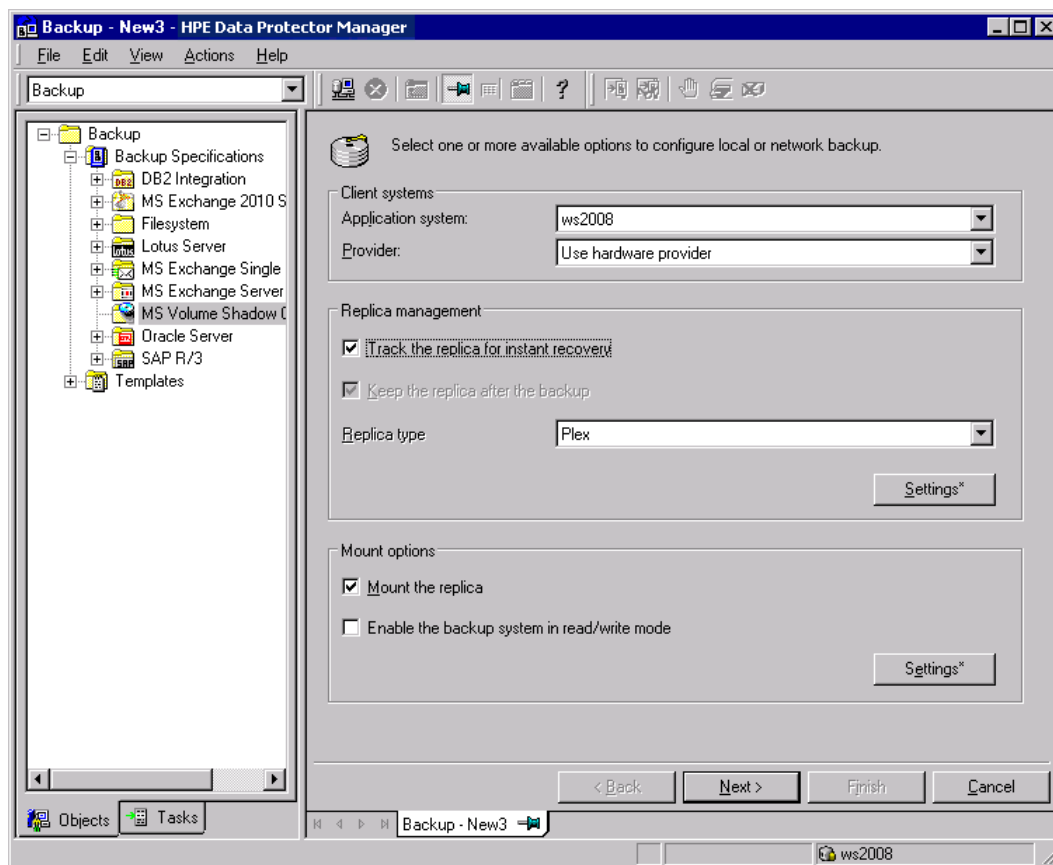 Backup - New3 - HPE Data Protector Manager
File Edit View Actions Help
Backup
?
Backup
Backup Specifications
DB2 DB2 Integration
MS Exchange 2010 S
Filesystem
Lotus Lotus Server
MS Exchange Single
MS Exchange Server
MS Volume Shadow C
Oracle Server
SAP SAP R/3
Templates
Objects Tasks
Select one or more available options to configure local or network backup.
Client systems
Application system: ws2008
Provider: Use hardware provider
Replica management
Track the replica for instant recovery
Keep the replica after the backup
Replica type Plex
Settings*
Mount options
Mount the replica
Enable the backup system in read/write mode
Settings*
< Back Next > Finish Cancel
Backup - New3
ws2008